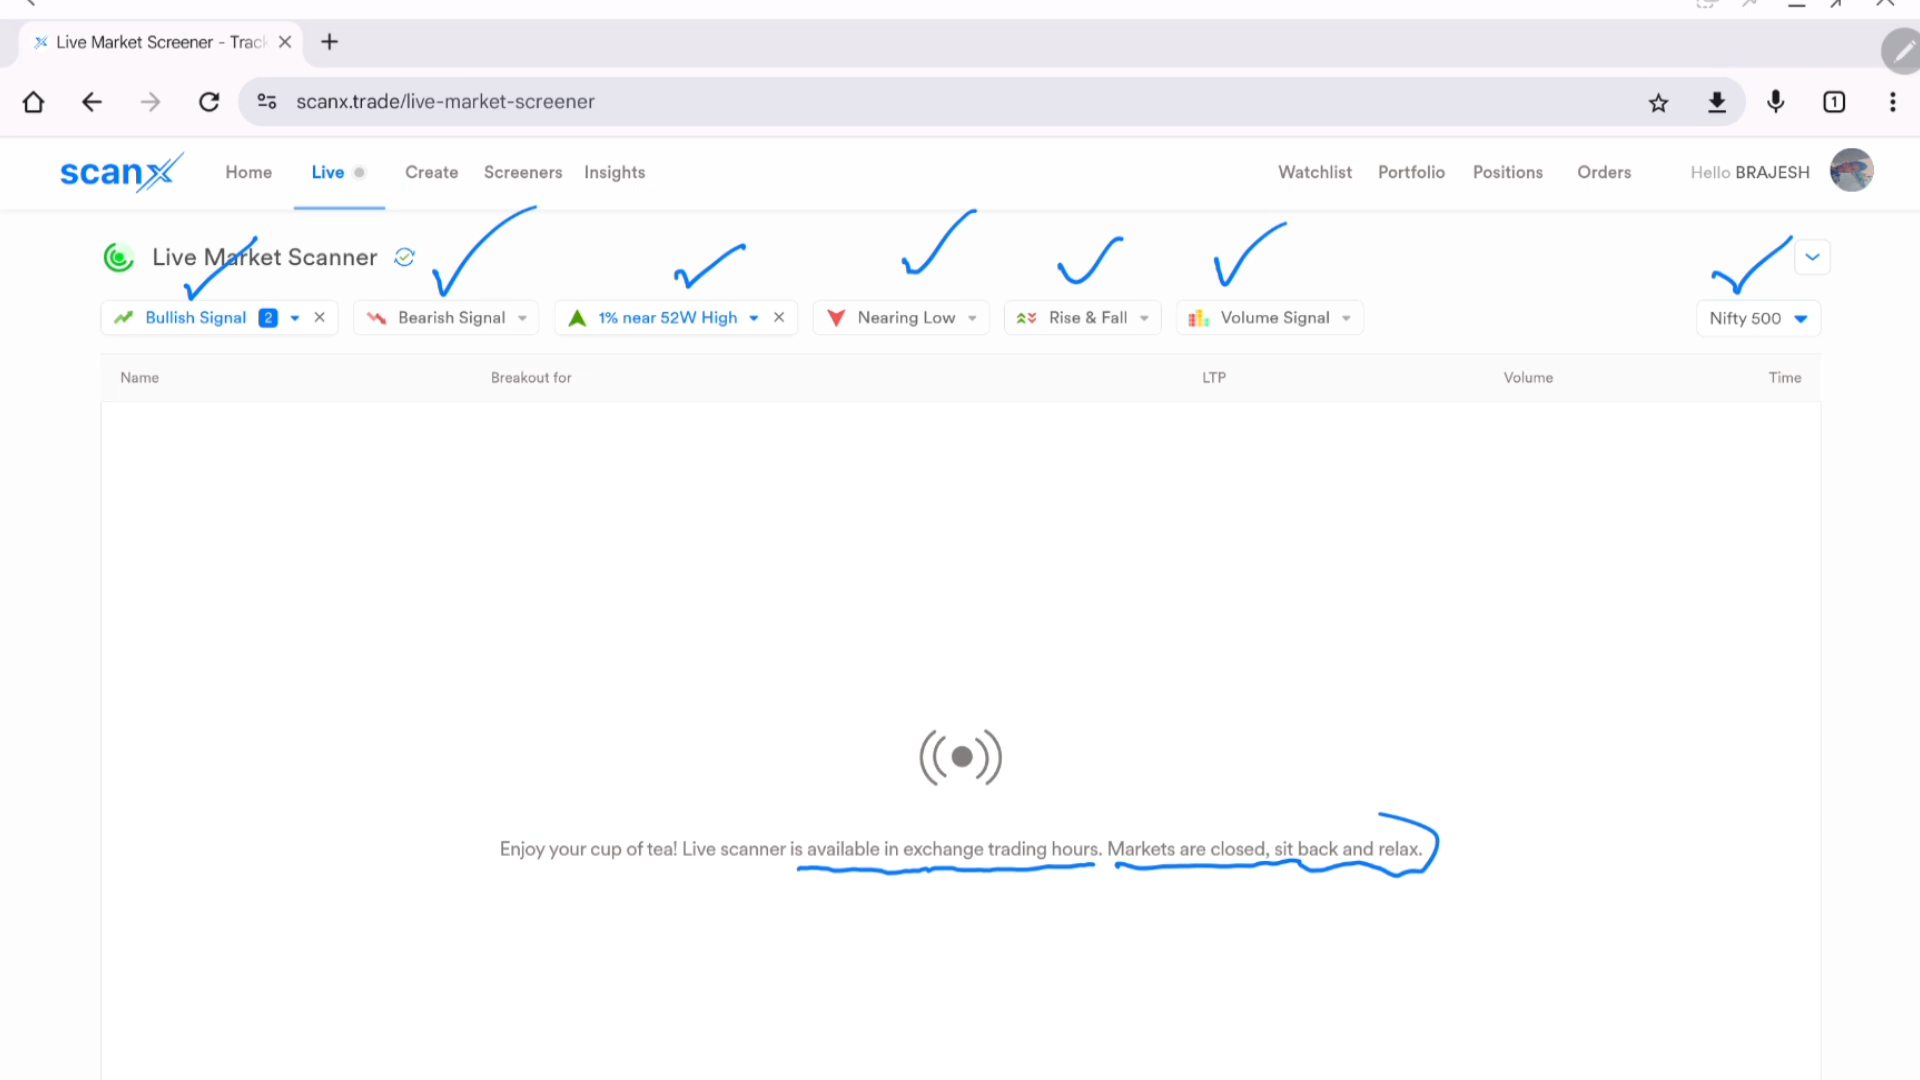 Live Market Screener - Track
scanx.trade/live-market-screener
1
scanx
Home Live Create Screeners Insights Watchlist Portfolio Positions Orders Hello BRAJESH
Live Market Scanner
Bullish Signal 2 Bearish Signal 1% near 52W High Nearing Low Rise & Fall Volume Signal Nifty 500
Name Breakout for LTP Volume Time
Enjoy your cup of tea! Live scanner is available in exchange trading hours. Markets are closed, sit back and relax.